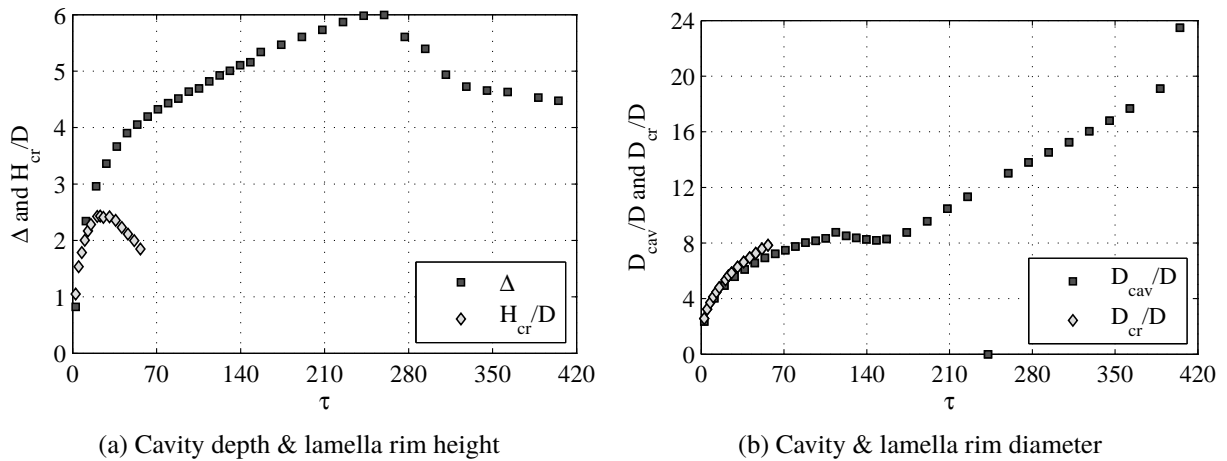 6
5
4
3
2
1
0
Δ and H_cr/D
Δ
H_cr/D
0 70 140 210 280 350 420
τ
(a) Cavity depth & lamella rim height
24
20
16
12
8
4
0
D_cav/D and D_cr/D
D_cav/D
D_cr/D
0 70 140 210 280 350 420
τ
(b) Cavity & lamella rim diameter